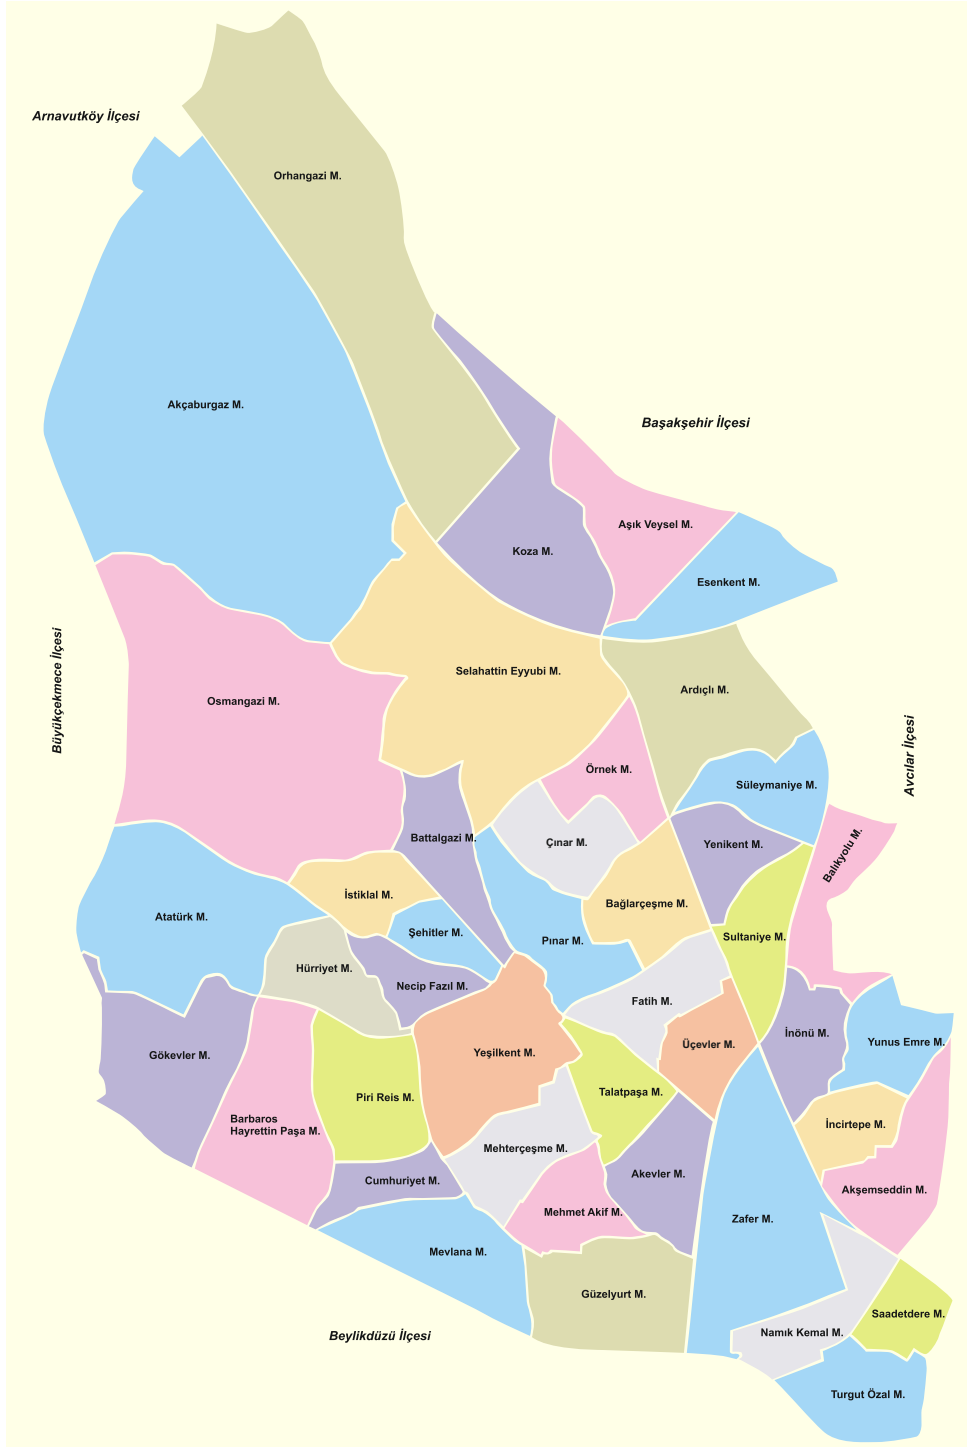 Arnavutköy İlçesi
Orhangazi M.
Akçaburgaz M.
Başakşehir İlçesi
Aşık Veysel M.
Koza M.
Esenkent M.
Büyükçekmece İlçesi
Selahattin Eyyubi M.
Ardıçlı M.
Osmangazi M.
Avcılar İlçesi
Örnek M.
Süleymaniye M.
Battalgazi M.
Çınar M.
Yenikent M.
Balıkyolu M.
İstiklal M.
Bağlarçeşme M.
Atatürk M.
Şehitler M.
Pınar M.
Sultaniye M.
Hürriyet M.
Necip Fazıl M.
Fatih M.
İnönü M.
Yunus Emre M.
Gökevler M.
Yeşilkent M.
Üçevler M.
Piri Reis M.
Talatpaşa M.
Barbaros
Hayrettin Paşa M.
İncirtepe M.
Mehterçeşme M.
Cumhuriyet M.
Akevler M.
Akşemseddin M.
Mehmet Akif M.
Zafer M.
Mevlana M.
Güzelyurt M.
Saadetdere M.
Beylikdüzü İlçesi
Namık Kemal M.
Turgut Özal M.